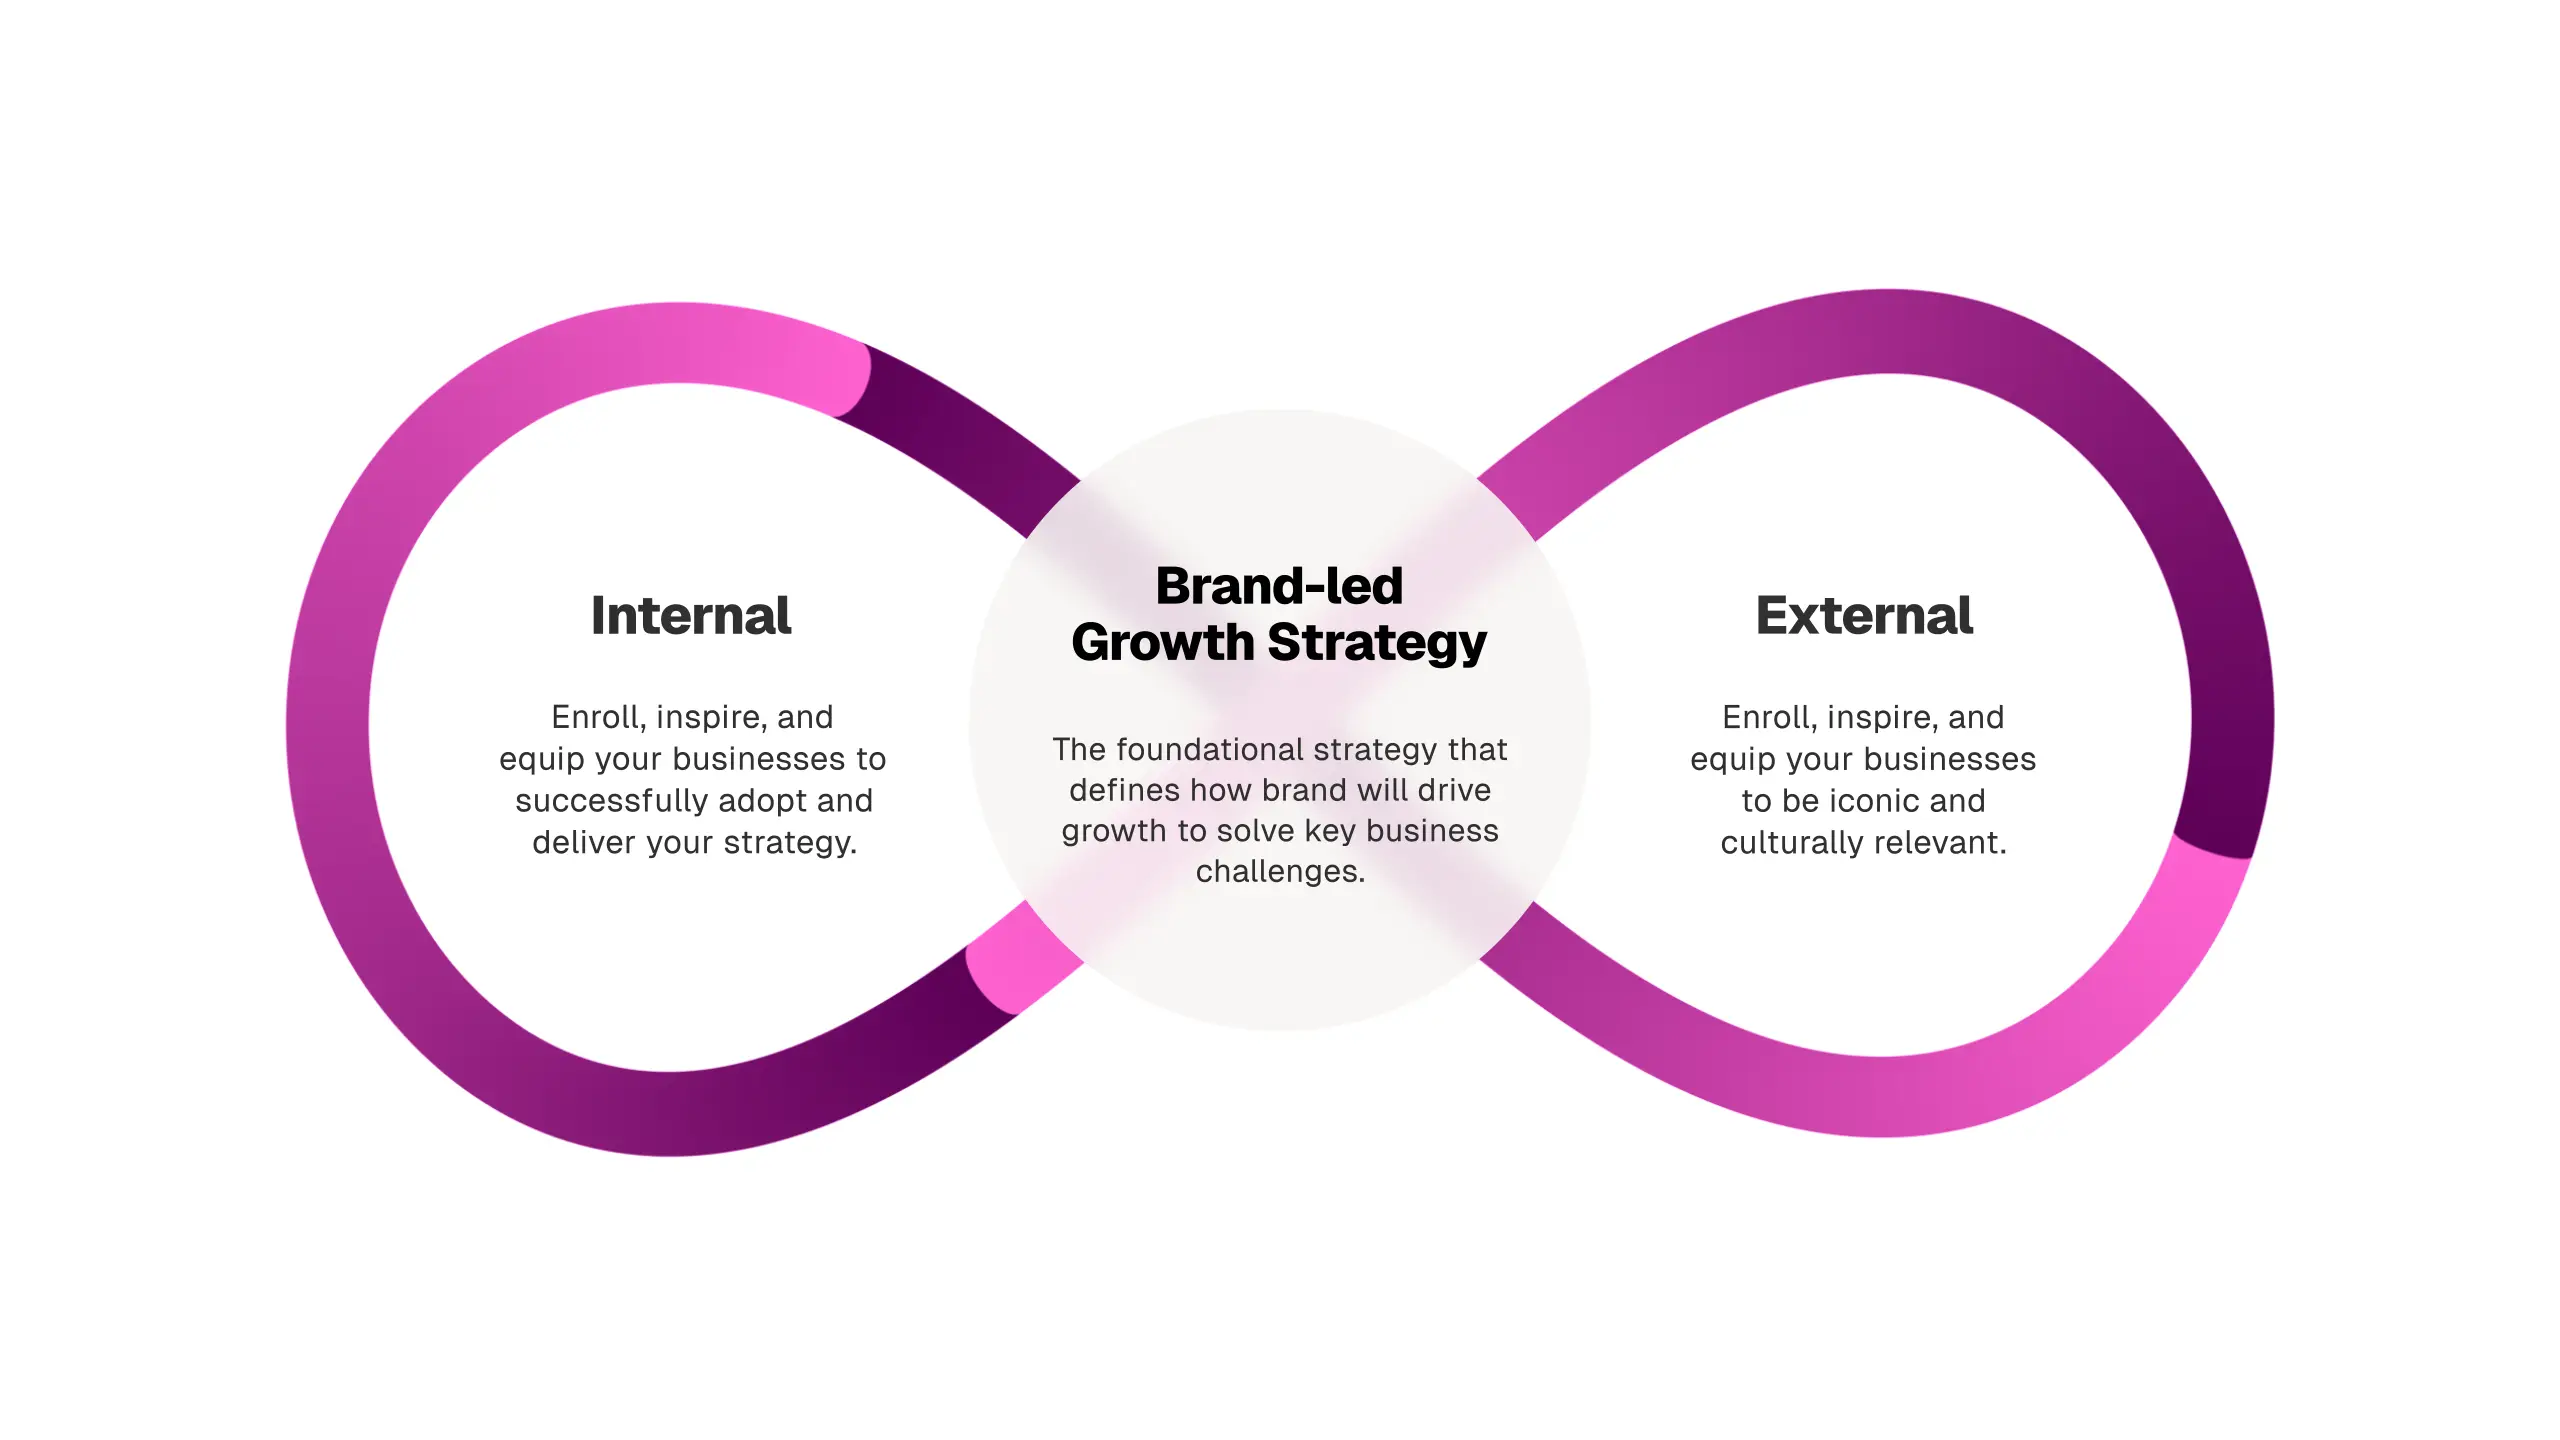 Internal
Enroll, inspire, and
equip your businesses to
successfully adopt and
deliver your strategy.
Brand-led
Growth Strategy
The foundational strategy that
defines how brand will drive
growth to solve key business
challenges.
External
Enroll, inspire, and
equip your businesses
to be iconic and
culturally relevant.